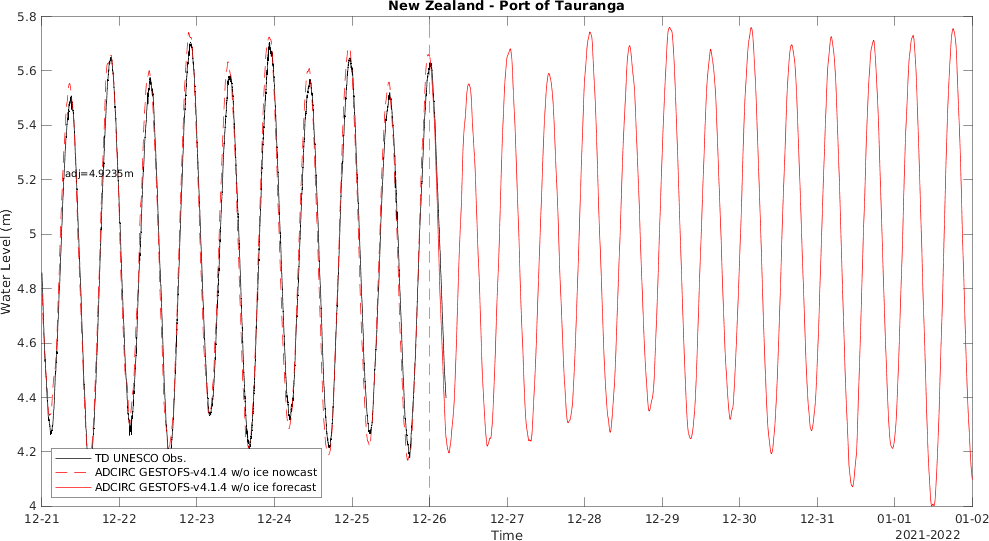 New Zealand - Port of Tauranga
5.8
5.6
5.4
5.2
5
4.8
4.6
4.4
4.2
4
Water Level (m)
adj=4.9235m
TD UNESCO Obs.
ADCIRC GESTOFS-v4.1.4 w/o ice nowcast
ADCIRC GESTOFS-v4.1.4 w/o ice forecast
12-21 12-22 12-23 12-24 12-25 12-26 12-27 12-28 12-29 12-30 12-31 01-01 01-02
Time
2021-2022